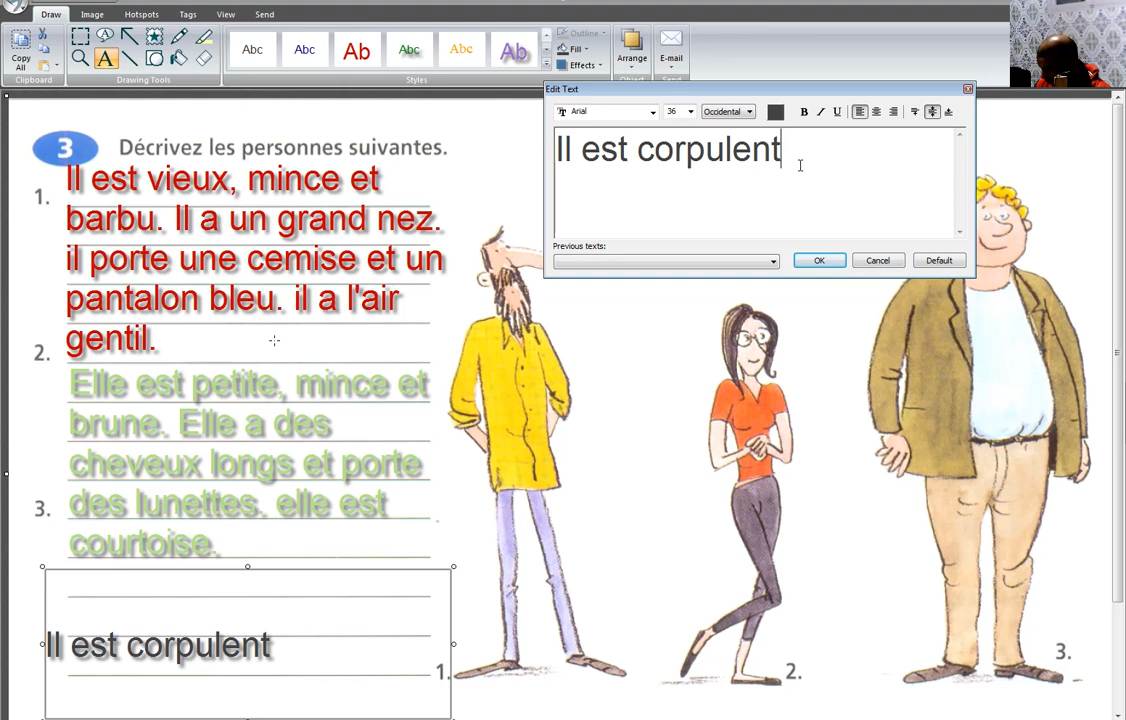 Draw Image Hotspots Tags View Send
Copy All
Clipboard
Drawing Tools
Abc Abc Ab Abc Abc Ab
Styles
Outline
Fill
Effects
Arrange
E-mail
Edit Text
Arial 36 Occidental B I U
Il est corpulent
Previous texts:
OK Cancel Default
3 Décrivez les personnes suivantes.
1. Il est vieux, mince et
barbu. Il a un grand nez.
il porte une cemise et un
pantalon bleu. il a l'air
gentil.
2.
Elle est petite, mince et
brune. Elle a des
cheveux longs et porte
3. des lunettes. elle est
courtoise.
Il est corpulent
1. 2. 3.